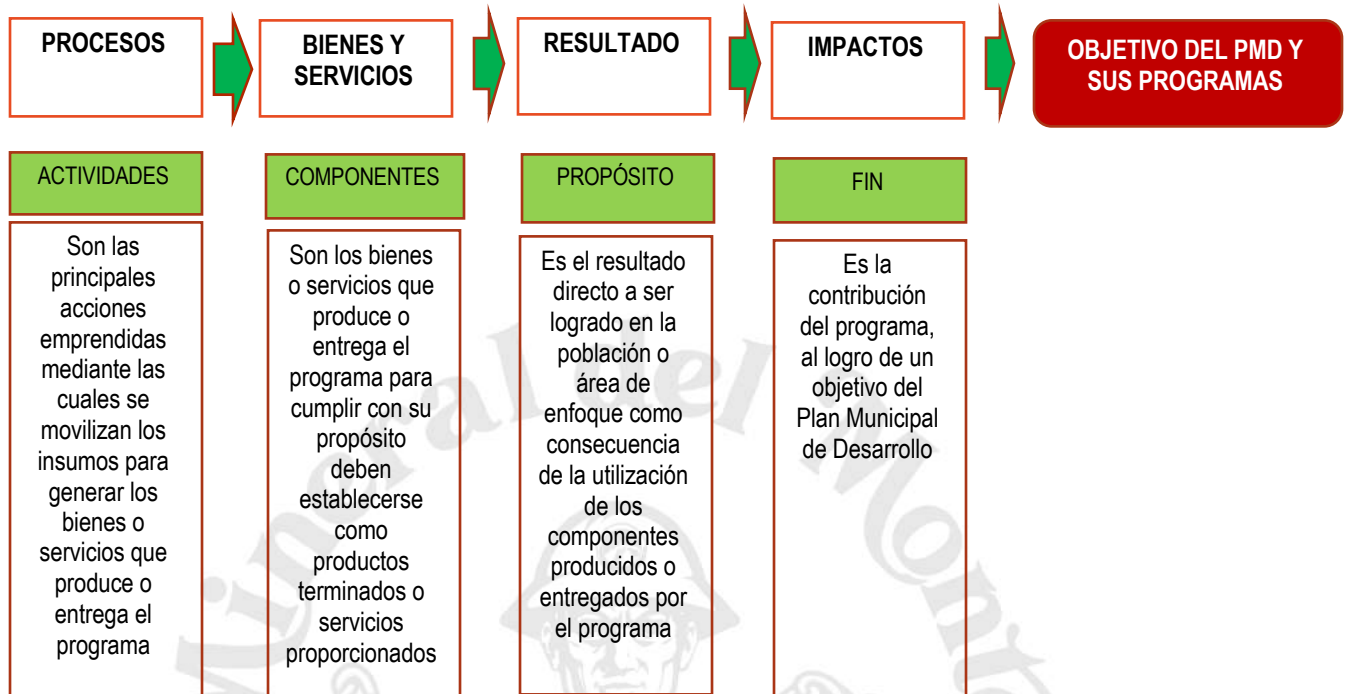 PROCESOS
BIENES Y
SERVICIOS
RESULTADO
IMPACTOS
OBJETIVO DEL PMD Y
SUS PROGRAMAS
ACTIVIDADES
Son las
principales
acciones
emprendidas
mediante las
cuales se
movilizan los
insumos para
generar los
bienes o
servicios que
produce o
entrega el
programa
COMPONENTES
Son los bienes
o servicios que
produce o
entrega el
programa para
cumplir con su
propósito
deben
establecerse
como
productos
terminados o
servicios
proporcionados
PROPÓSITO
Es el resultado
directo a ser
logrado en la
población o
área de
enfoque como
consecuencia
de la utilización
de los
componentes
producidos o
entregados por
el programa
FIN
Es la
contribución
del programa,
al logro de un
objetivo del
Plan Municipal
de Desarrollo
Mineral del Monte